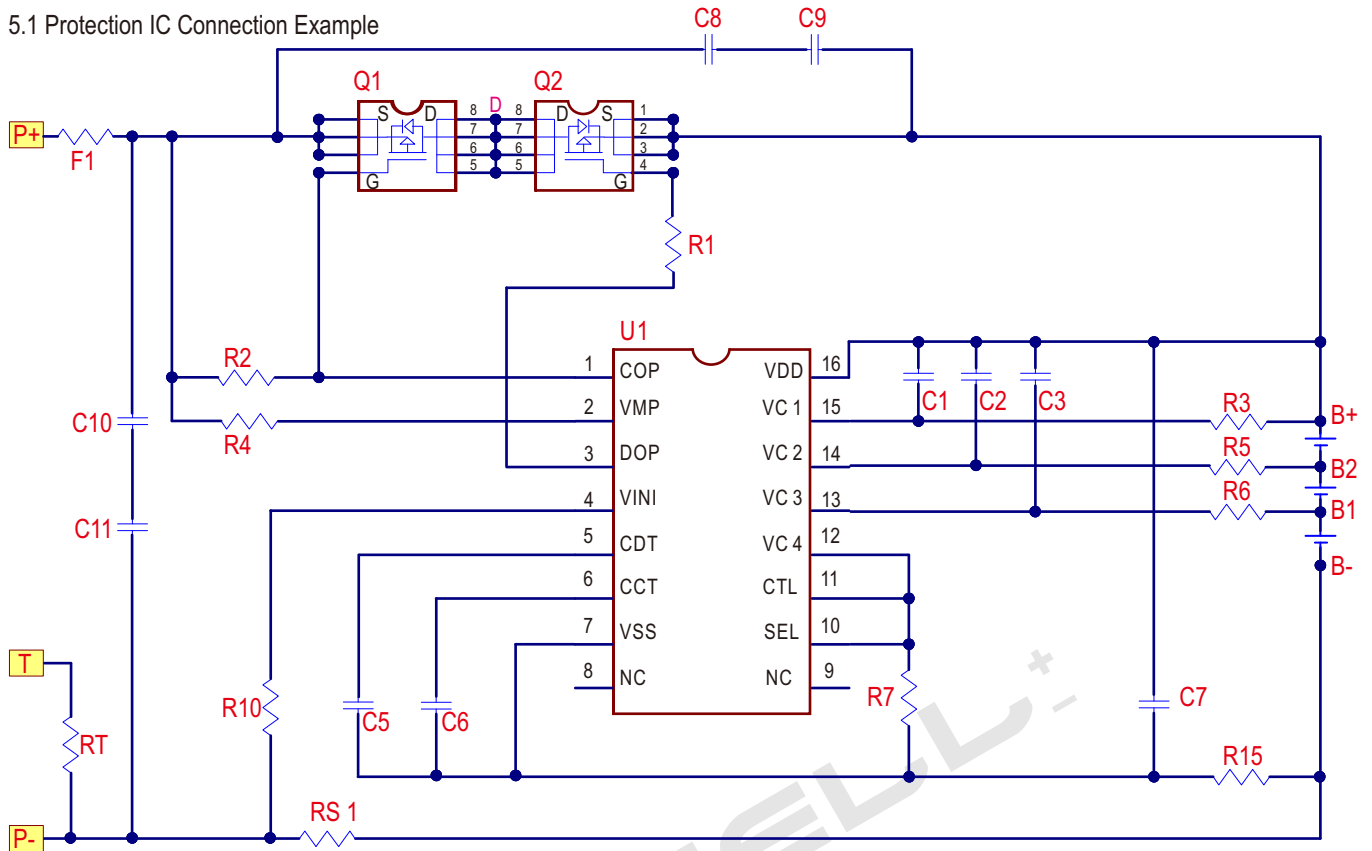 5.1 Protection IC Connection Example
C8 C9
Q1 Q2
S D 8 D 8 D S 1
7 7 2
6 6 3
G 5 5 G 4
P+
F1
R1
U1
R2 1 COP VDD 16
C1 C2 C3
2 VMP VC 1 15 R3 B+
C10 R4
3 DOP VC 2 14 R5 B2
4 VINI VC 3 13 R6 B1
C11
5 CDT VC 4 12
B-
6 CCT CTL 11
7 VSS SEL 10
8 NC NC 9
T
R10 C5 C6 R7 C7
RT
R15
RS 1
P-
ELL+-